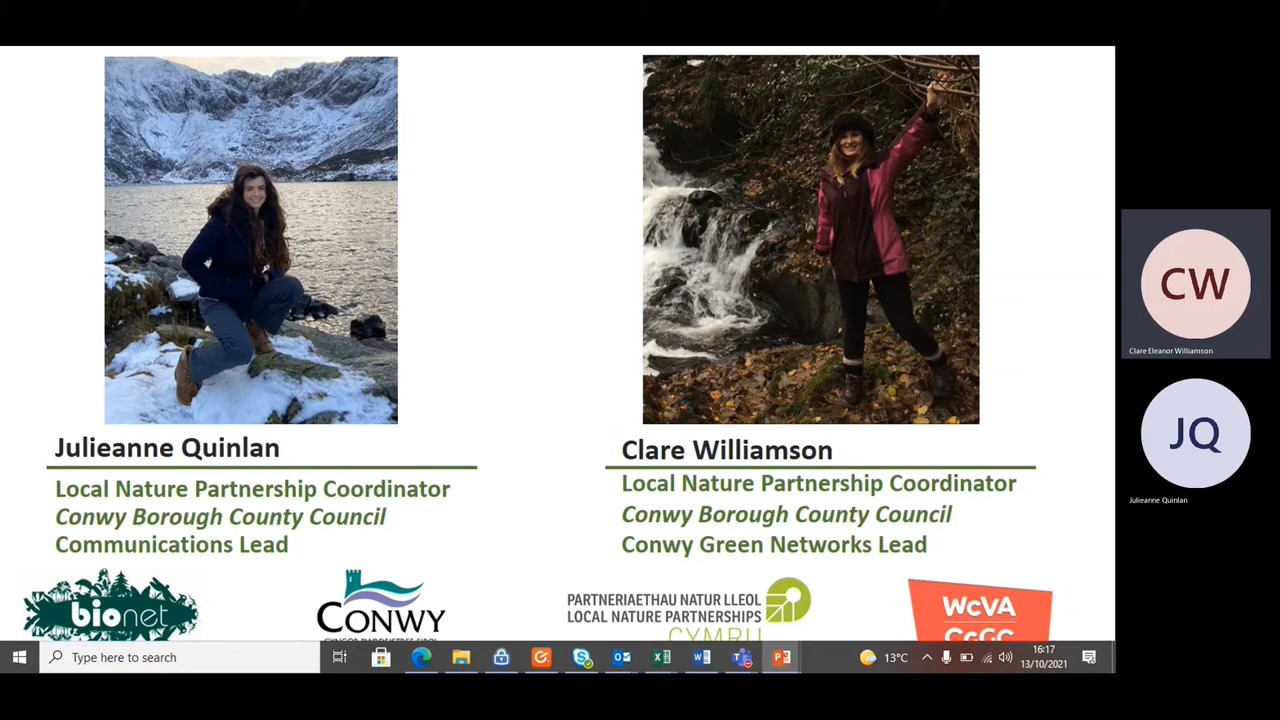 Julieanne Quinlan
Local Nature Partnership Coordinator
Conwy Borough County Council
Communications Lead
Clare Williamson
Local Nature Partnership Coordinator
Conwy Borough County Council
Conwy Green Networks Lead
bionet
CONWY
PARTNERIAETHAU NATUR LLEOL
LOCAL NATURE PARTNERSHIPS
CYMRU
WCVA
CGGC
CW
Clare Eleanor Williamson
JQ
Julieanne Quinlan
Type here to search
13°C
16:17
13/10/2021